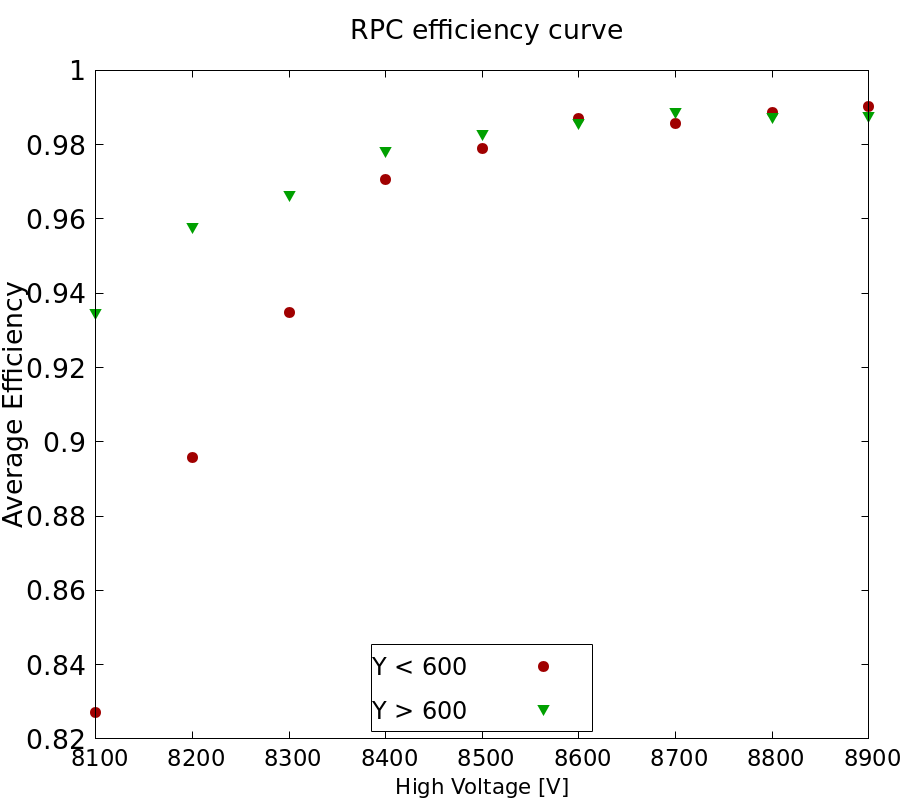 RPC efficiency curve
1
0.98
0.96
0.94
0.92
0.9
0.88
0.86
0.84
0.82
Average Efficiency
Y < 600
Y > 600
8100 8200 8300 8400 8500 8600 8700 8800 8900
High Voltage [V]